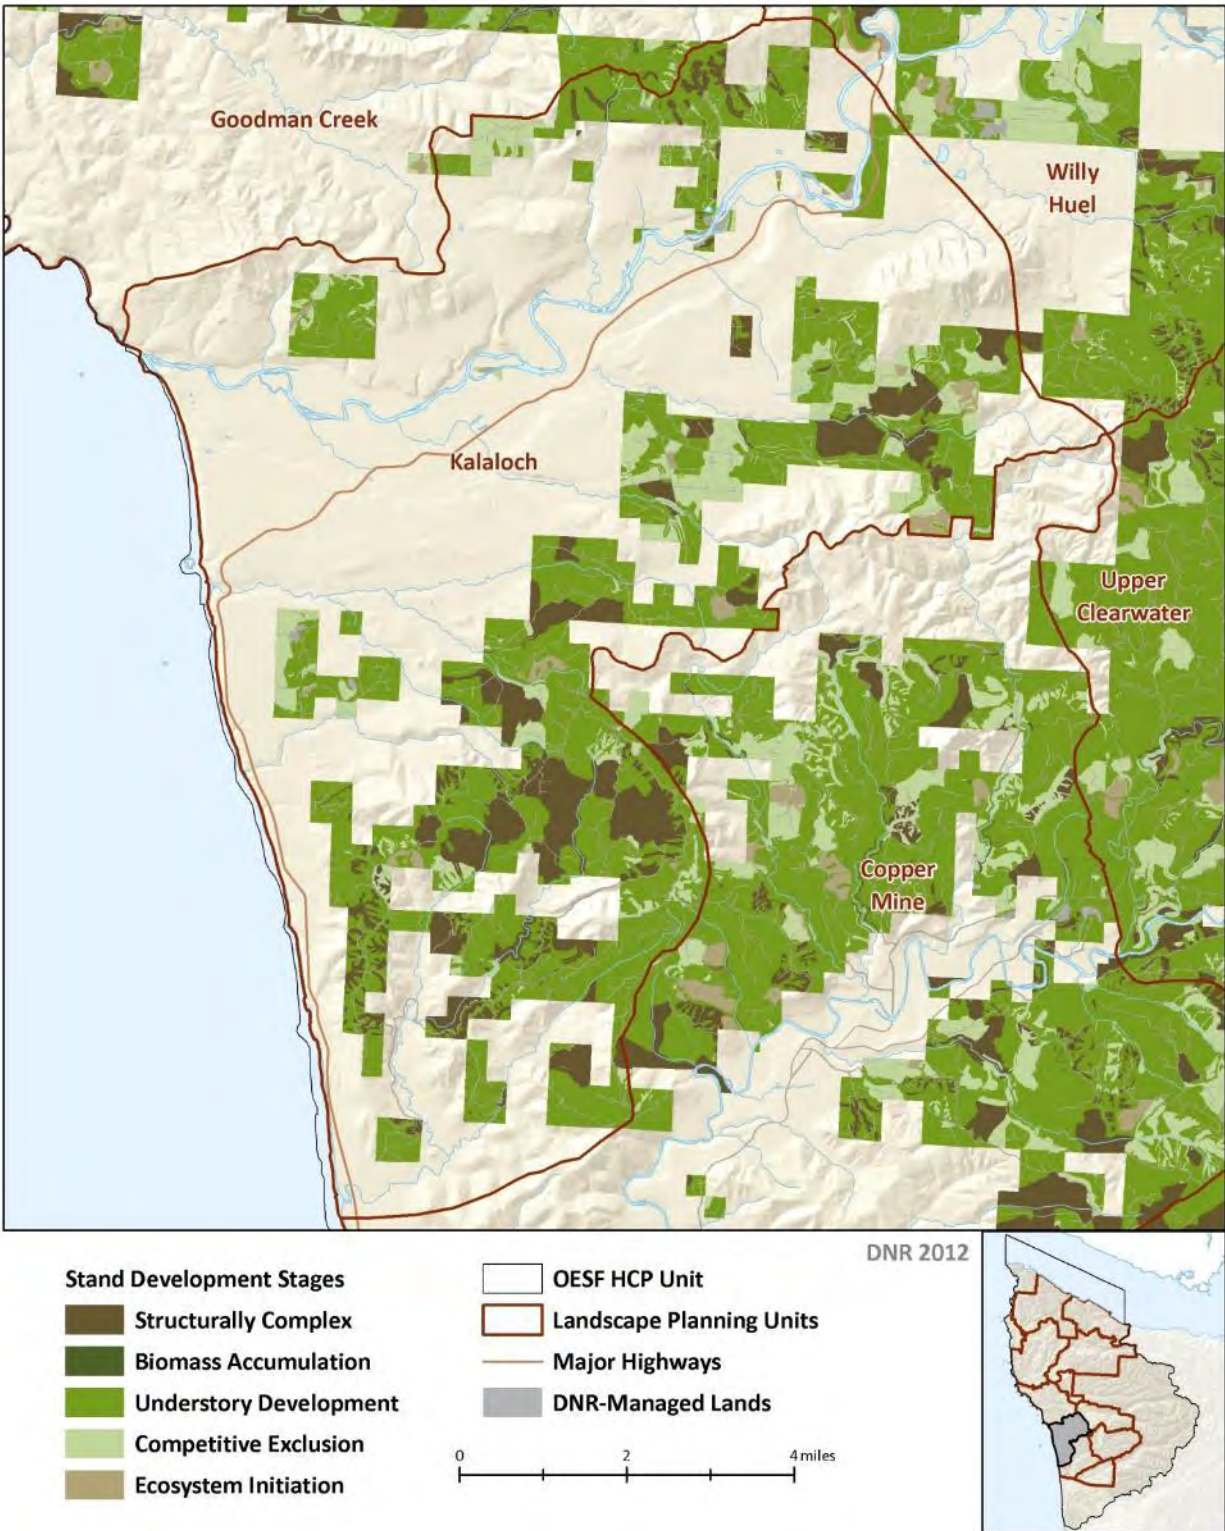 Goodman Creek
Willy
Huel
Kalaloch
Upper
Clearwater
Copper
Mine
DNR 2012
Stand Development Stages
Structurally Complex
Biomass Accumulation
Understory Development
Competitive Exclusion
Ecosystem Initiation
OESF HCP Unit
Landscape Planning Units
Major Highways
DNR-Managed Lands
0 2 4 miles